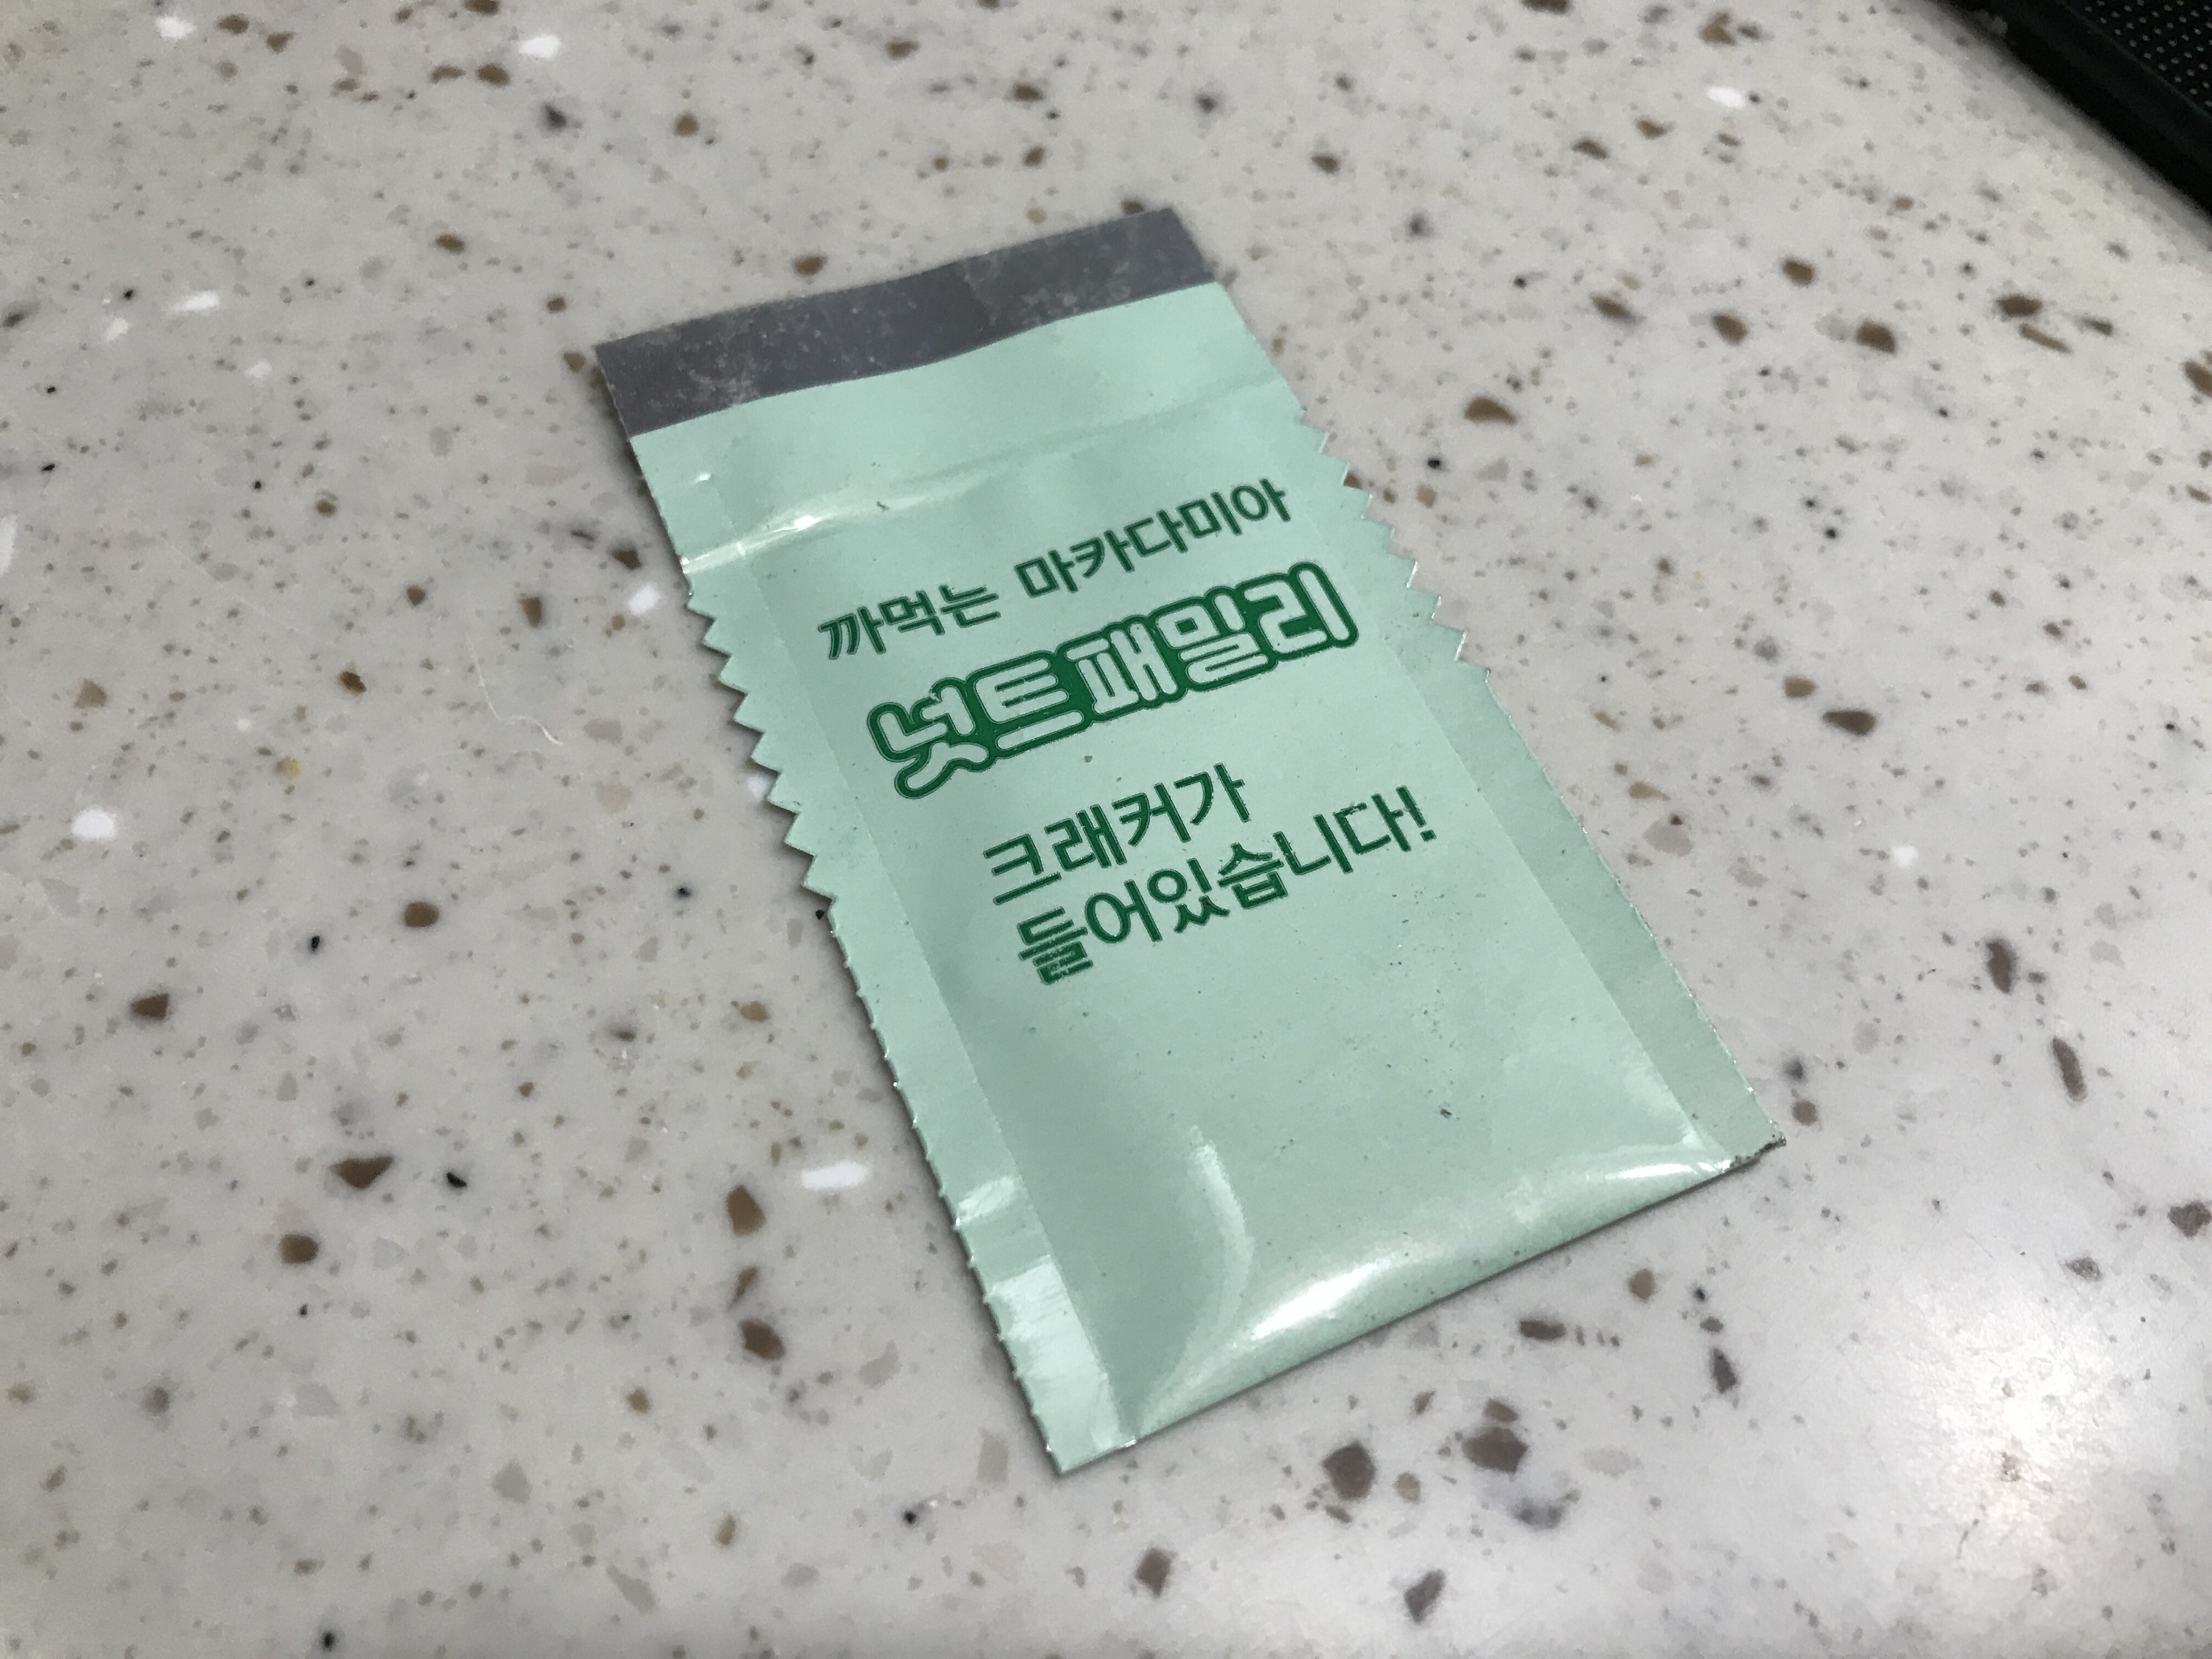 까먹는 마카다미아
넛트패밀리
크래커가
들어있습니다!